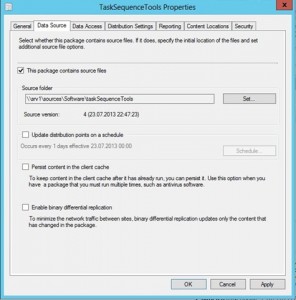 TaskSequenceTools Properties
General Data Source Data Access Distribution Settings Reporting Content Locations Security
Select whether this package contains source files. If it does, specify the initial location of the files and set
additional source file options.
This package contains source files
Source folder
\\srv1\sources\Software\taskSequenceTools
Set...
Source version: 4 (23.07.2013 22:47:23)
Update distribution points on a schedule
Occurs every 1 days effective 23.07.2013 00:00
Schedule...
Persist content in the client cache
To keep content in the client cache after it has already run, you can persist it. Use this option when you
have a package that you must run multiple times, such as antivirus software.
Enable binary differential replication
To minimize the network traffic between sites, binary differential replication updates only the content that
has changed in the package.
OK Cancel Apply